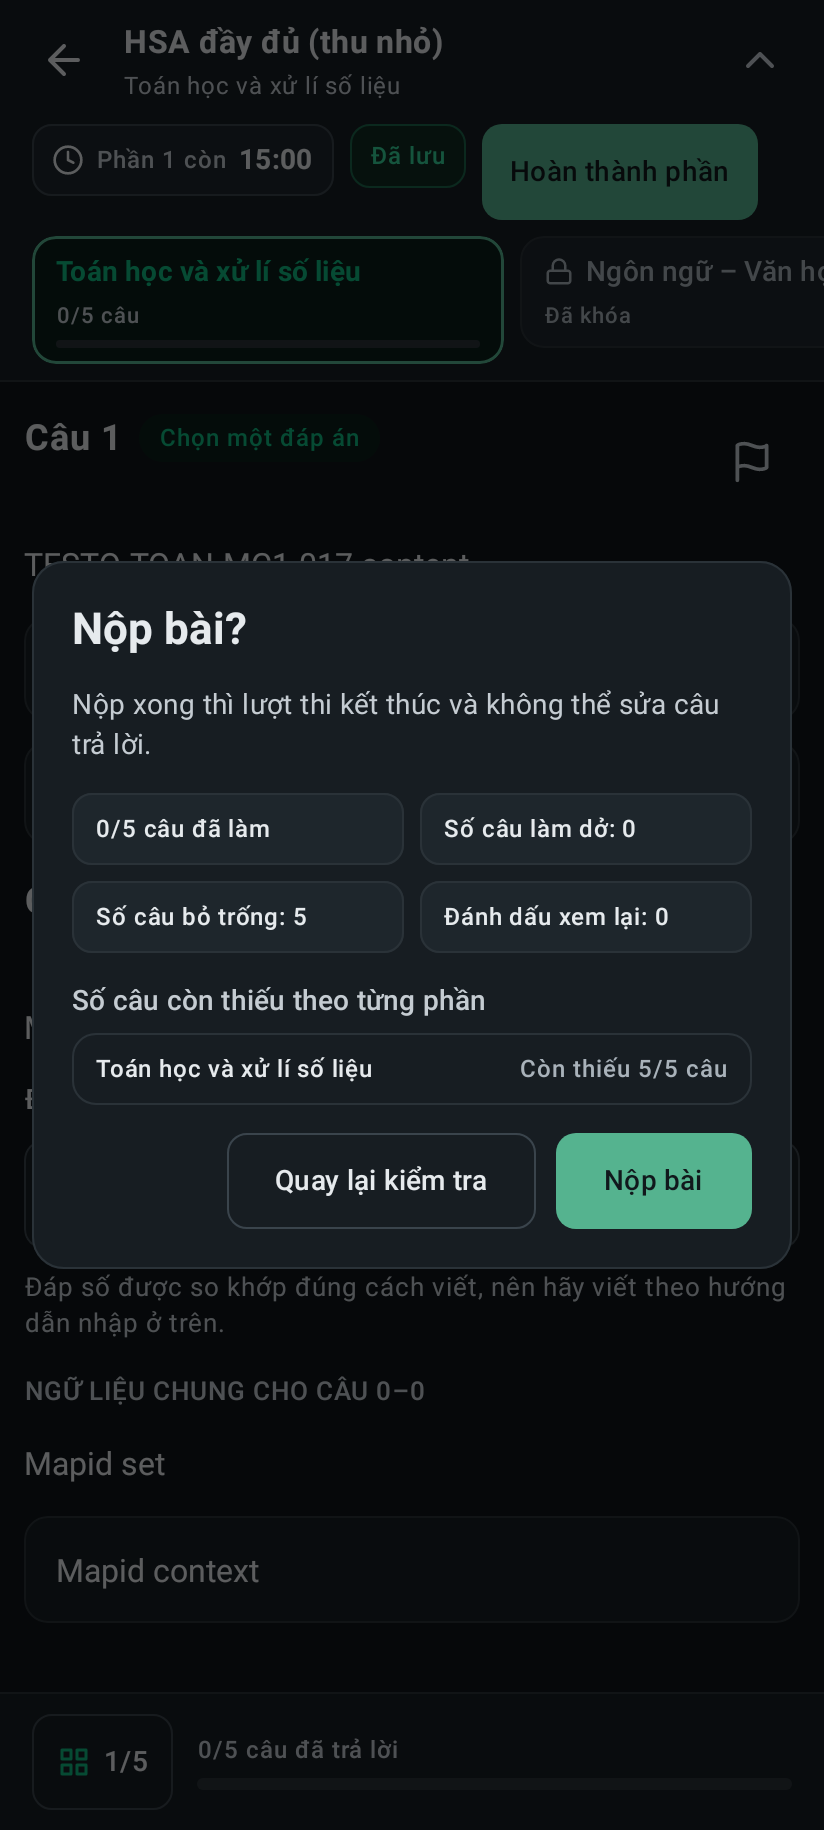 HSA đầy đủ (thu nhỏ)
Toán học và xử lí số liệu
Phần 1 còn 15:00
Đã lưu
Hoàn thành phần
Toán học và xử lí số liệu
0/5 câu
Ngôn ngữ – Văn
Đã khóa
Câu 1
Chọn một đáp án
Nộp bài?
Nộp xong thì lượt thi kết thúc và không thể sửa câu
trả lời.
0/5 câu đã làm
Số câu làm dở: 0
Số câu bỏ trống: 5
Đánh dấu xem lại: 0
Số câu còn thiếu theo từng phần
Toán học và xử lí số liệu
Còn thiếu 5/5 câu
Quay lại kiểm tra
Nộp bài
Đáp số được so khớp đúng cách viết, nên hãy viết theo hướng
dẫn nhập ở trên.
NGỮ LIỆU CHUNG CHO CÂU 0–0
Mapid set
Mapid context
1/5
0/5 câu đã trả lời